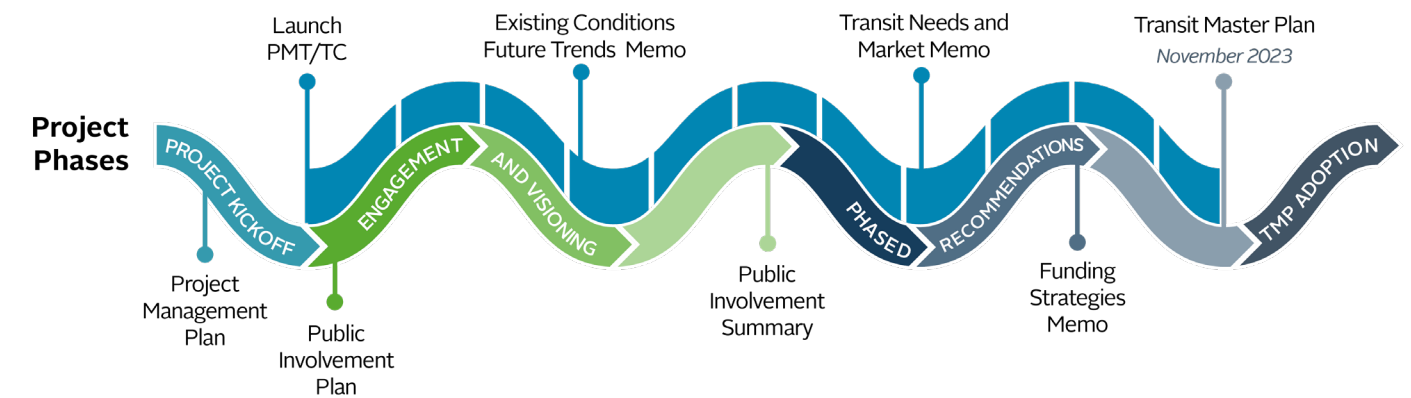 Launch
PMT/TC
Existing Conditions
Future Trends Memo
Transit Needs and
Market Memo
Transit Master Plan
November 2023
Project
Phases
PROJECT KICKOFF
ENGAGEMENT
AND VISIONING
PHASED
RECOMMENDATIONS
TMP ADOPTION
Project
Management
Plan
Public
Involvement
Plan
Public
Involvement
Summary
Funding
Strategies
Memo